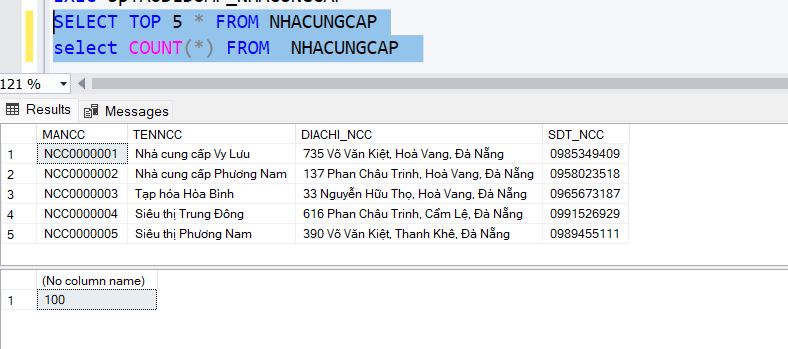 SELECT TOP 5 * FROM NHACUNGCAP
select COUNT(*) FROM NHACUNGCAP
121 %
Results Messages
MANCC TENNCC DIACHI_NCC SDT_NCC
1 NCC0000001 Nhà cung cấp Vy Lưu 735 Võ Văn Kiệt, Hoà Vang, Đà Nẵng 0985349409
2 NCC0000002 Nhà cung cấp Phương Nam 137 Phan Châu Trinh, Hoà Vang, Đà Nẵng 0958023518
3 NCC0000003 Tạp hóa Hòa Bình 33 Nguyễn Hữu Thọ, Hoà Vang, Đà Nẵng 0965673187
4 NCC0000004 Siêu thị Trung Đông 616 Phan Châu Trinh, Cẩm Lệ, Đà Nẵng 0991526929
5 NCC0000005 Siêu thị Phương Nam 390 Võ Văn Kiệt, Thanh Khê, Đà Nẵng 0989455111
(No column name)
1 100